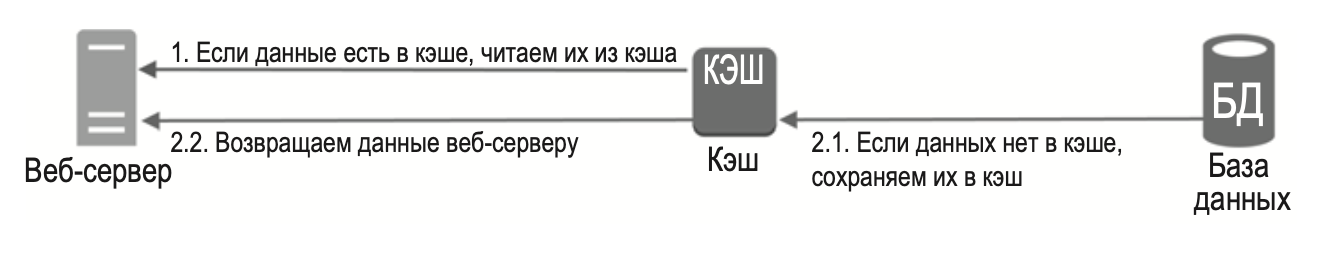 1. Если данные есть в кэше, читаем их из кэша
КЭШ
БД
2.2. Возвращаем данные веб-серверу
2.1. Если данных нет в кэше,
сохраняем их в кэш
Веб-сервер
Кэш
База
данных